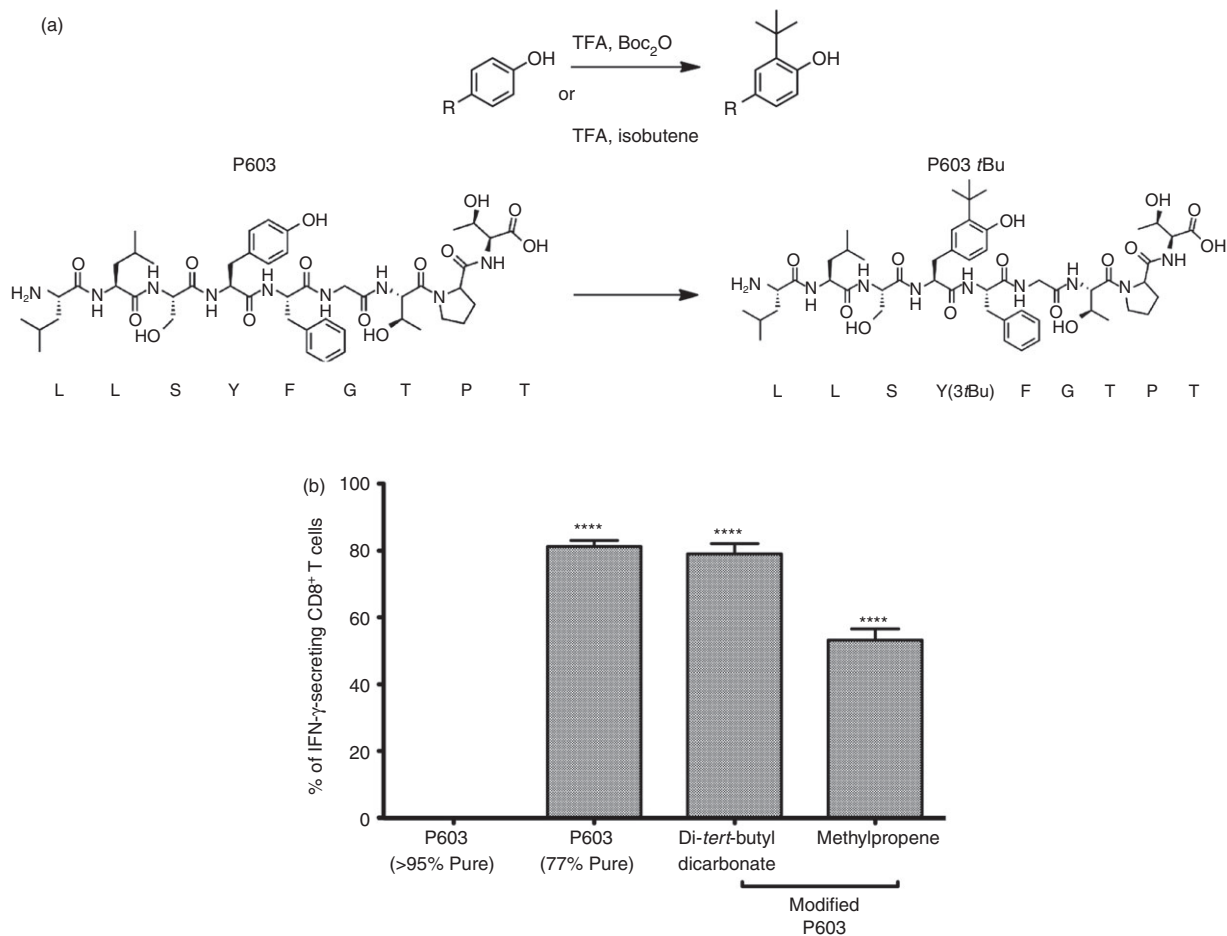 (a)
TFA, Boc2O
or
TFA, isobutene
OH
R
OH
R
P603
P603 tBu
H2N
O
N
H
O
H
N
HO
O
N
H
OH
O
H
N
O
N
H
O
H
N
HO
O
N
O
NH
OH
O
OH
H2N
O
N
H
O
H
N
HO
O
N
H
OH
O
H
N
O
N
H
O
H
N
HO
O
N
O
NH
OH
O
OH
L L S Y F G T P T
L L S Y(3tBu) F G T P T
(b)
% of IFN-γ-secreting CD8+ T cells
100
80
60
40
20
0
****
****
****
P603
(>95% Pure)
P603
(77% Pure)
Di-tert-butyl
dicarbonate
Methylpropene
Modified
P603